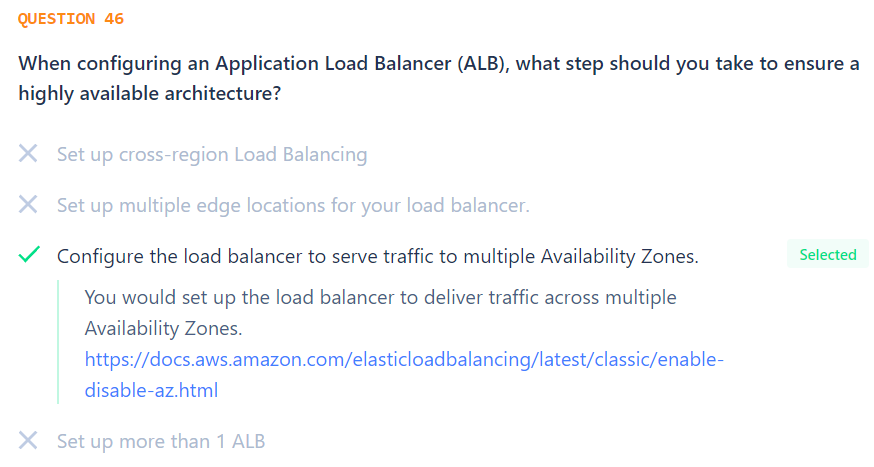 QUESTION 46
When configuring an Application Load Balancer (ALB), what step should you take to ensure a
highly available architecture?
Set up cross-region Load Balancing
Set up multiple edge locations for your load balancer.
Configure the load balancer to serve traffic to multiple Availability Zones.
Selected
You would set up the load balancer to deliver traffic across multiple
Availability Zones.
https://docs.aws.amazon.com/elasticloadbalancing/latest/classic/enable-
disable-az.html
Set up more than 1 ALB